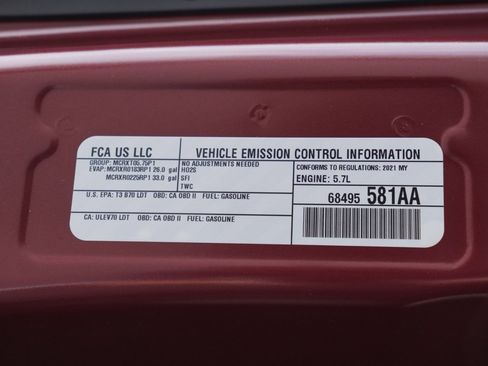 FCA US LLC
VEHICLE EMISSION CONTROL INFORMATION
GROUP: MCRXT05.75P1
EVAP: MCRXR0183RP1 26.0 gal
MCRXR0225RP1 33.0 gal
NO ADJUSTMENTS NEEDED
HO2S
SFI
TWC
CONFORMS TO REGULATIONS: 2021 MY
ENGINE: 5.7L
U.S. EPA: T3 B70 LDT OBD: CA OBD II FUEL: GASOLINE
CA: ULEV70 LDT OBD: CA OBD II FUEL: GASOLINE
68495 581AA